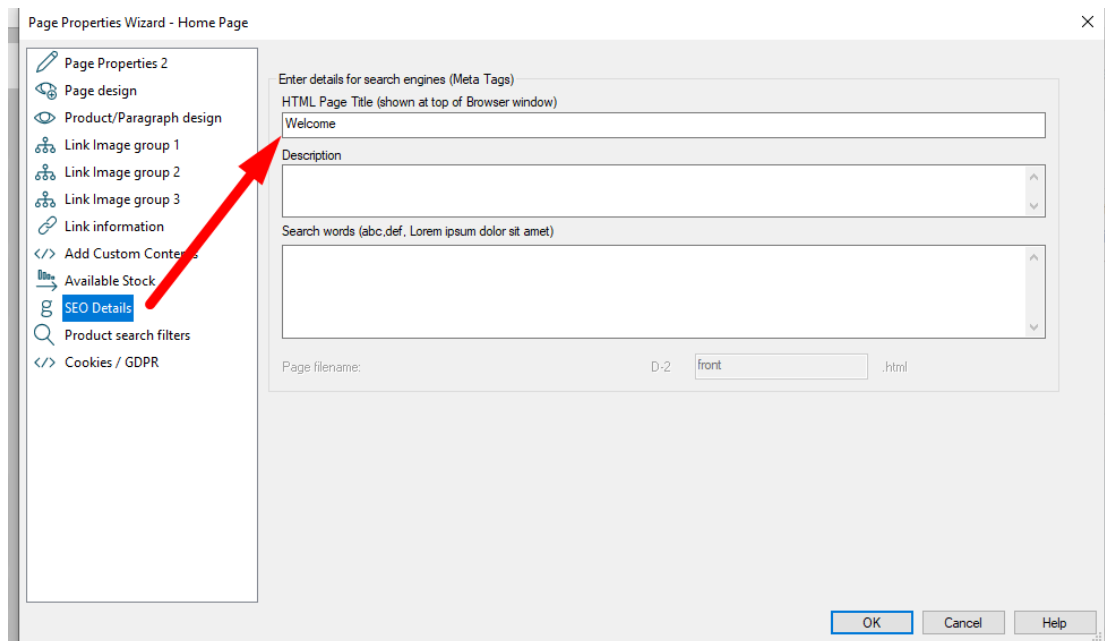 Page Properties Wizard - Home Page
Page Properties 2
Page design
Product/Paragraph design
Link Image group 1
Link Image group 2
Link Image group 3
Link information
Add Custom Contents
Available Stock
SEO Details
Product search filters
Cookies / GDPR
Enter details for search engines (Meta Tags)
HTML Page Title (shown at top of Browser window)
Welcome
Description
Search words (abc,def, Lorem ipsum dolor sit amet)
Page filename: D-2 front .html
OK Cancel Help